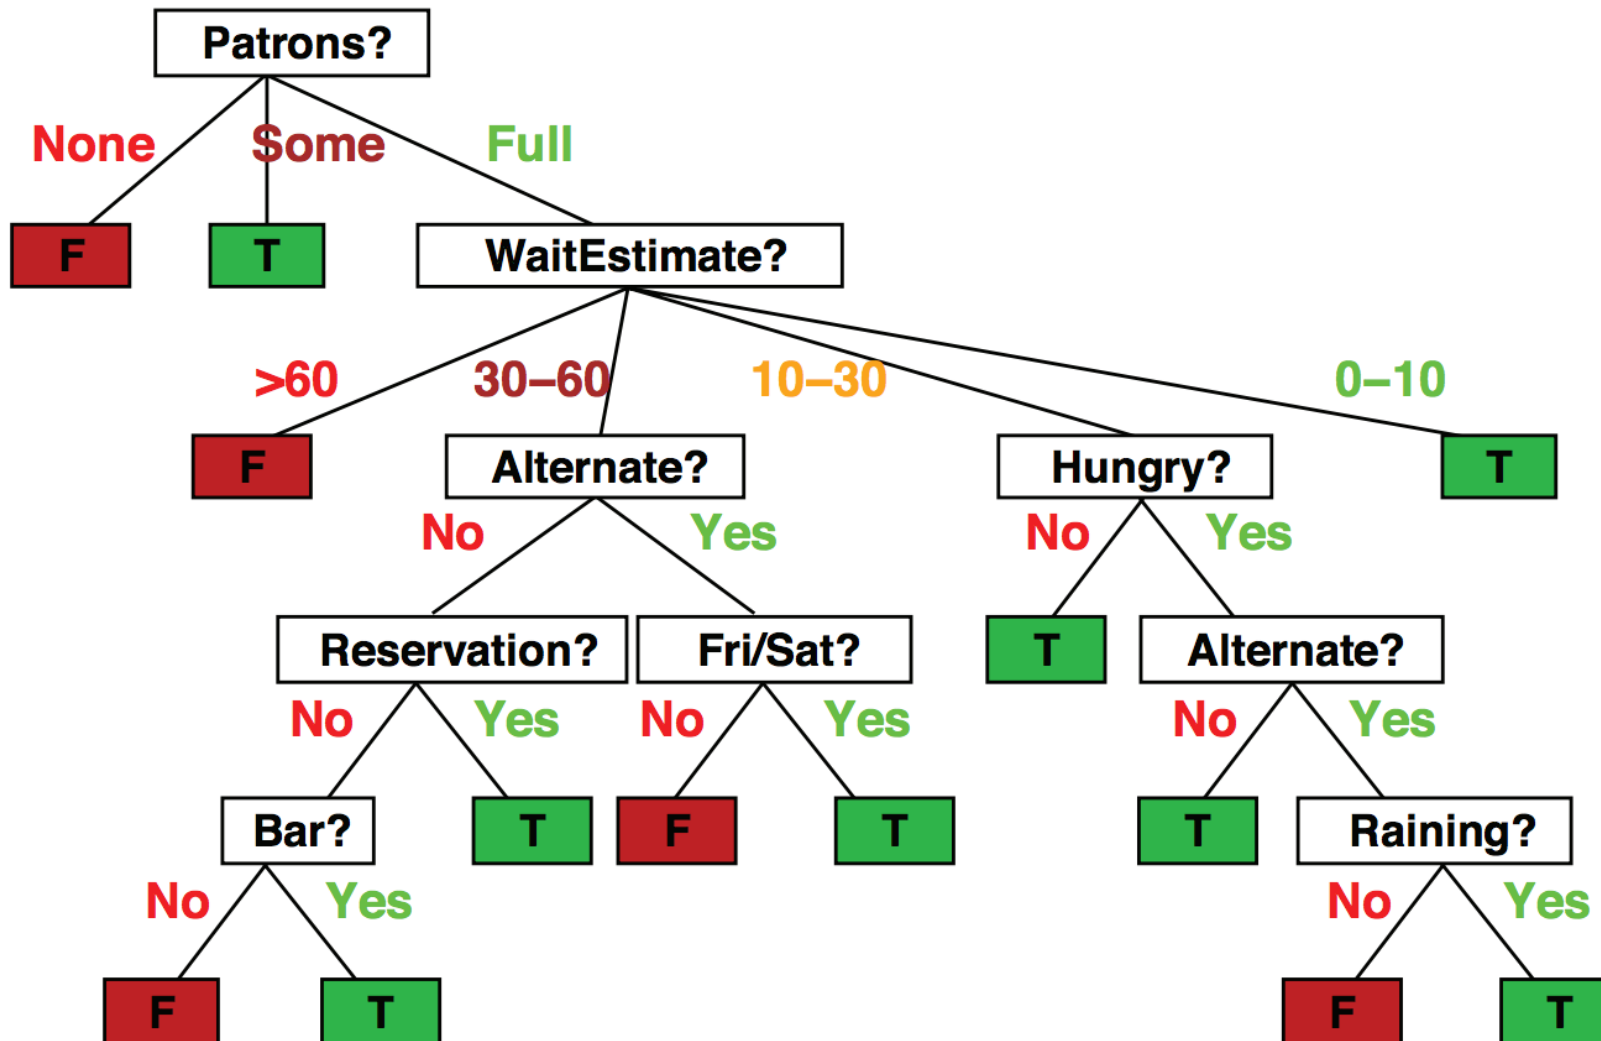 Patrons?
None Some Full
F T WaitEstimate?
>60 30–60 10–30 0–10
F Alternate? Hungry? T
No Yes No Yes
Reservation? Fri/Sat? T Alternate?
No Yes No Yes No Yes
Bar? T F T T Raining?
No Yes No Yes
F T F T